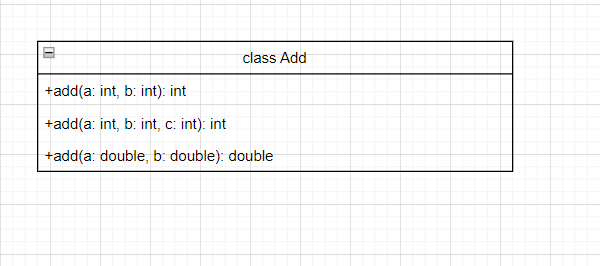 class Add
+add(a: int, b: int): int
+add(a: int, b: int, c: int): int
+add(a: double, b: double): double